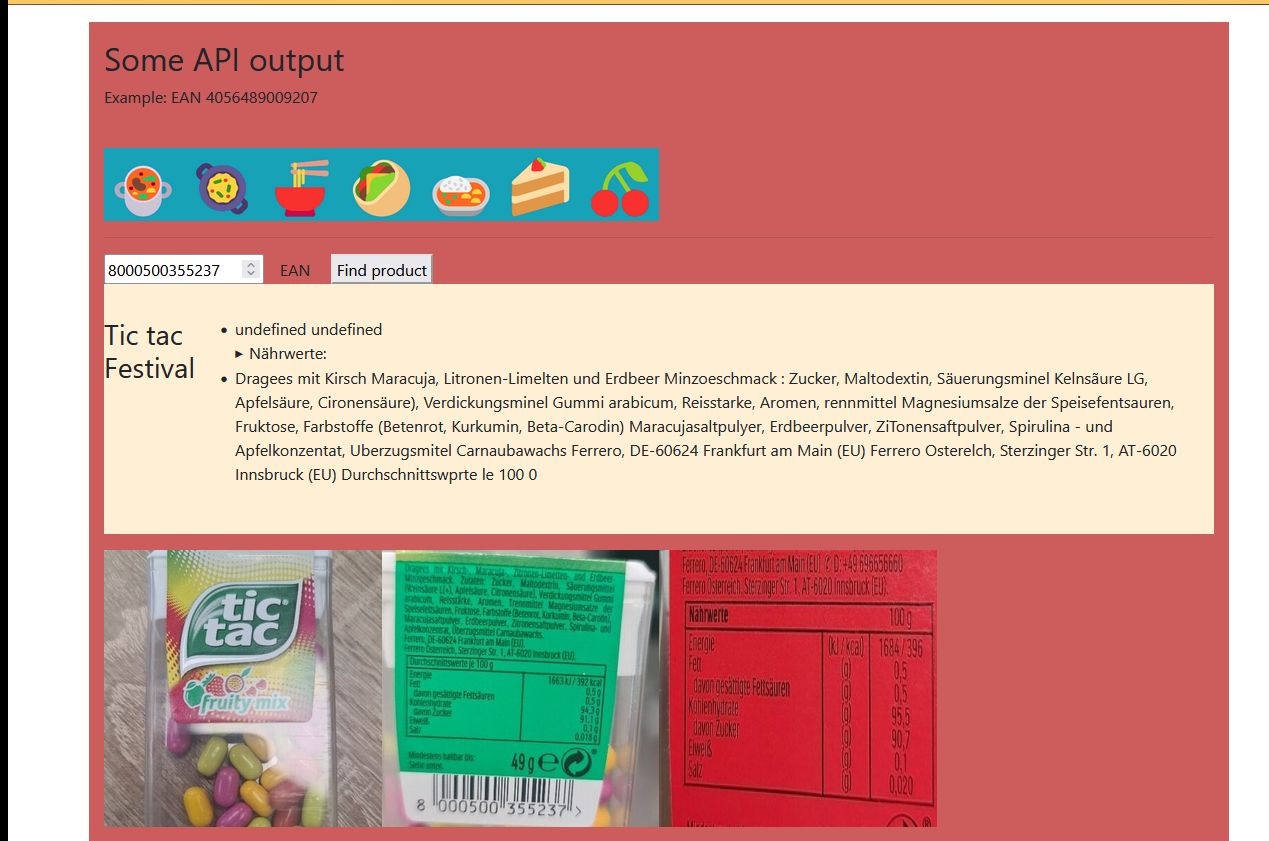 Some API output
Example: EAN 4056489009207
8000500355237 EAN Find product
Tic tac
Festival
undefined undefined
Nährwerte:
Dragees mit Kirsch Maracuja, Litronen-Limelten und Erdbeer Minzoeschmack : Zucker, Maltodextin, Säuerungsminel Kelnsãure LG,
Apfelsäure, Cironensäure), Verdickungsminel Gummi arabicum, Reisstarke, Aromen, rennmittel Magnesiumsalze der Speisefentsauren,
Fruktose, Farbstoffe (Betenrot, Kurkumin, Beta-Carodin) Maracujasaltpulyer, Erdbeerpulver, ZiTonensaftpulver, Spirulina - und
Apfelkonzentat, Uberzugsmitel Carnaubawachs Ferrero, DE-60624 Frankfurt am Main (EU) Ferrero Osterelch, Sterzinger Str. 1, AT-6020
Innsbruck (EU) Durchschnittswprte le 100 0
tic
tac
fruity mix
Dragees mit Kirsch-, Maracuja-, Zitronen-Limetten- und Erdbeer
Minzgeschmack. Zutaten: Zucker, Maltodextrin, Säuerungsmittel
(Weinsäure L(+), Apfelsäure, Citronensäure), Verdickungsmittel Gummi
arabicum, Reisstärke, Aromen, Trennmittel Magnesiumsalze der
Speisefettsäuren, Fruktose, Farbstoffe (Betenrot, Kurkumin, Beta-Carotin),
Maracujasaftpulver, Erdbeerpulver, Zitronensaftpulver, Spirulina- und
Apfelkonzentrat, Überzugsmittel Carnaubawachs.
Ferrero, DE-60624 Frankfurt am Main (EU).
Ferrero Österreich, Sterzinger Str. 1, AT-6020 Innsbruck (EU).
Durchschnittswerte je 100 g
Energie 1663 kJ / 392 kcal
Fett 0,5 g
davon gesättigte Fettsäuren 0,5 g
Kohlenhydrate 94,3 g
davon Zucker 91,1 g
Eiweiß 0,1 g
Salz 0,018 g
Mindestens haltbar bis:
Siehe unten.
49 g e
8 000500 355237 >
Ferrero, DE-60624 Frankfurt am Main (EU) ✆ D: +49 696656660
Ferrero Österreich, Sterzinger Str. 1, AT-6020 Innsbruck (EU).
Nährwerte 100 g
Energie (kJ / kcal) 1684 / 396
Fett (g) 0,5
davon gesättigte Fettsäuren (g) 0,5
Kohlenhydrate (g) 95,5
davon Zucker (g) 90,7
Eiweiß (g) 0,1
Salz (g) 0,020